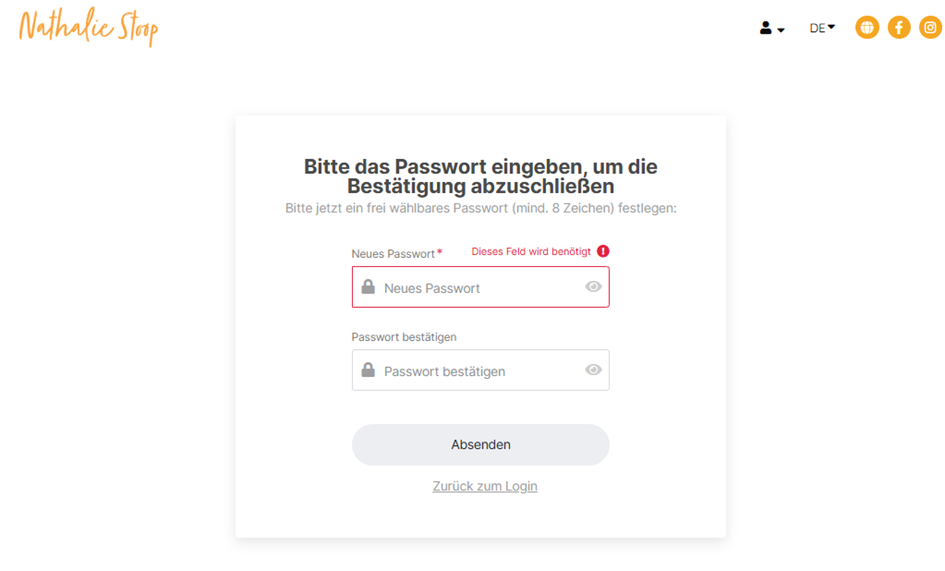 Nathalie Stoop
DE
Bitte das Passwort eingeben, um die
Bestätigung abzuschließen
Bitte jetzt ein frei wählbares Passwort (mind. 8 Zeichen) festlegen:
Neues Passwort* Dieses Feld wird benötigt
Neues Passwort
Passwort bestätigen
Passwort bestätigen
Absenden
Zurück zum Login